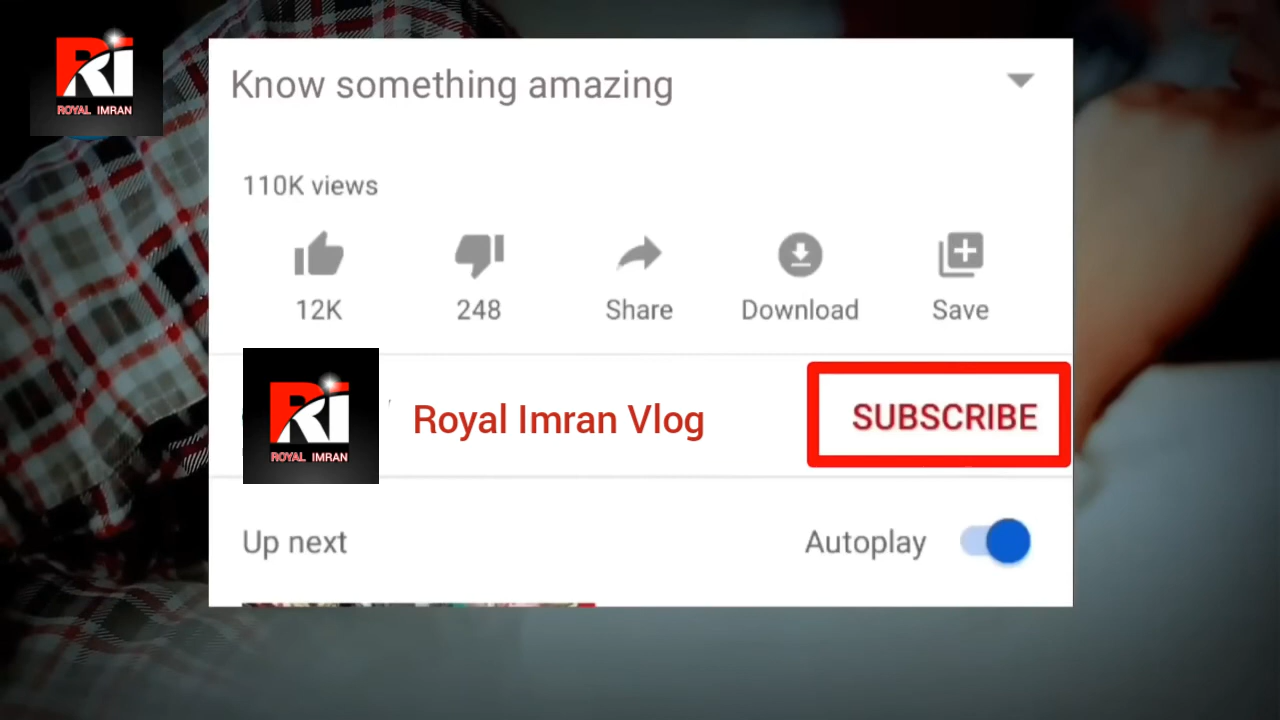 RI
ROYAL IMRAN
Know something amazing
110K views
12K
248
Share
Download
Save
RI
ROYAL IMRAN
Royal Imran Vlog
SUBSCRIBE
Up next
Autoplay